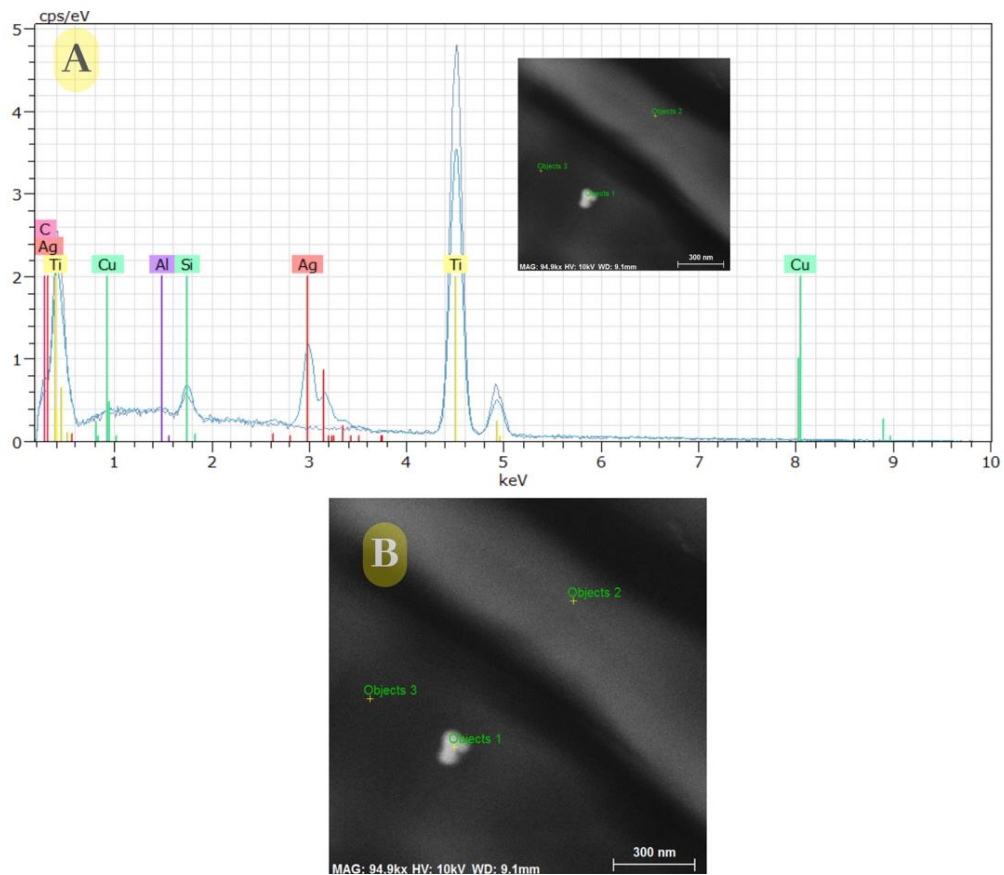 cps/eV
5
A
Objects 2
4
Objects 3
Objects 1
3
C
Ag
MAG: 94.9kx HV: 10kV WD: 9.1mm 300 nm
Ti Cu Al Si Ag Ti Cu
2
1
0
1 2 3 4 5 6 7 8 9 10
keV
B
Objects 2
Objects 3
Objects 1
300 nm
MAG: 94.9kx HV: 10kV WD: 9.1mm